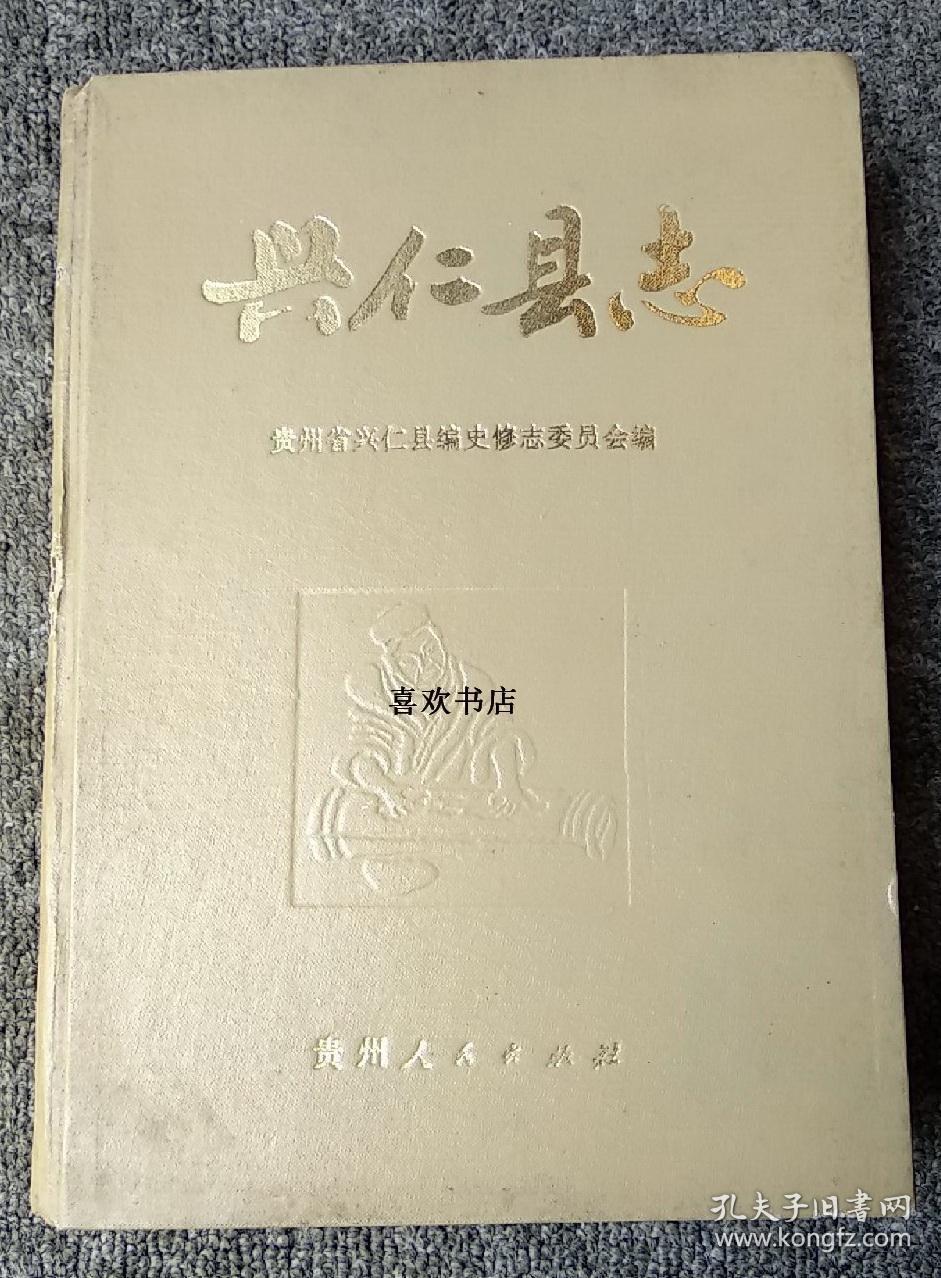 兴仁县志
贵州省兴仁县编史修志委员会编
喜欢书店
贵州人民出版社
孔夫子旧書网
www.kongfz.com